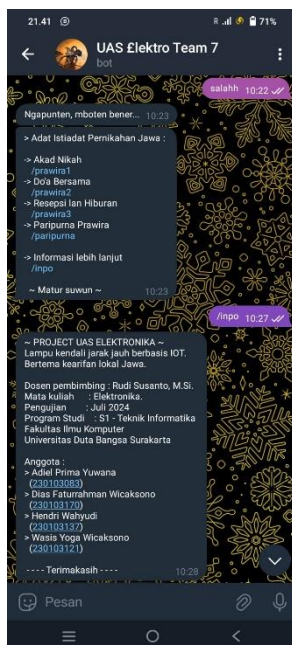 21.41
71%
UAS £lektro Team 7
bot
salahh 10:22
Ngapunten, mboten bener... 10:23
> Adat Istiadat Pernikahan Jawa :
-> Akad Nikah
/prawira1
-> Do'a Bersama
/prawira2
-> Resepsi lan Hiburan
/prawira3
-> Paripurna Prawira
/paripurna
-> Informasi lebih lanjut
/inpo
~ Matur suwun ~ 10:23
/inpo 10:27
~ PROJECT UAS ELEKTRONIKA ~
Lampu kendali jarak jauh berbasis IOT.
Bertema kearifan lokal Jawa.
Dosen pembimbing : Rudi Susanto, M.Si.
Mata kuliah : Elektronika.
Pengujian : Juli 2024
Program Studi : S1 - Teknik Informatika
Fakultas Ilmu Komputer
Universitas Duta Bangsa Surakarta
Anggota :
> Adiel Prima Yuwana
(230103083)
> Dias Faturrahman Wicaksono
(230103170)
> Hendri Wahyudi
(230103137)
> Wasis Yoga Wicaksono
(230103121)
---- Terimakasih ---- 10:28
Pesan